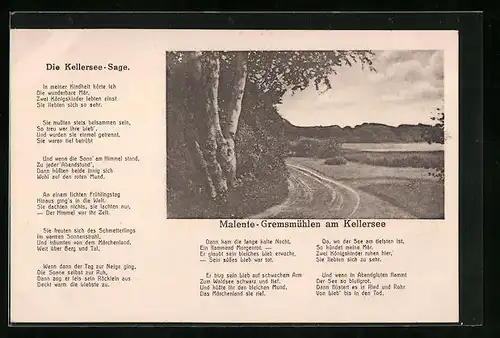 Die Kellersee-Sage.
In meiner Kindheit hörte ich
Die wunderbare Mär,
Zwei Königskinder lebten einst
Sie liebten sich so sehr.
Sie mußten stets beisammen sein,
So treu war ihre Lieb',
Und wurden sie einmal getrennt,
Sie waren tief betrübt
Und wenn die Sonn' am Himmel stand,
Zu jeder Abendstund',
Dann küßten beide innig sich
Wohl auf den roten Mund.
An einem lichten Frühlingstag
Hinaus ging's in die Welt.
Sie dachten nichts, sie lachten nur,
— Der Himmel war ihr Zelt.
Sie freuten sich des Schmetterlings
Im warmen Sonnenstrahl,
Und träumten von dem Märchenland,
Weit über Berg und Tal,
Wenn dann der Tag zur Neige ging,
Die Sonne selbst zur Ruh,
Dann zog er leis sein Röcklein aus
Deckt warm die Liebste zu.
Malente-Gremsmühlen am Kellersee
Dann kam die lange kalte Nacht,
Ein flammend Morgenrot. —
Er glaubt sein bleiches Lieb erwacht,
— Sein süßes Lieb war tot.
Er hug sein Lieb auf schwachem Arm
Zum Waldsee schwarz und tief.
Und küßte ihr den bleichen Mund,
Das Märchenland sie rief.
Da, wo der See am tiefsten ist,
So kündet meine Mär,
Zwei Königskinder ruhen hier,
Sie liebten sich zu sehr.
Und wenn in Abendgluten flammt
Der See so blutigrot,
Dann flüstert es in Ried und Rohr
Von Lieb' bis in den Tod.